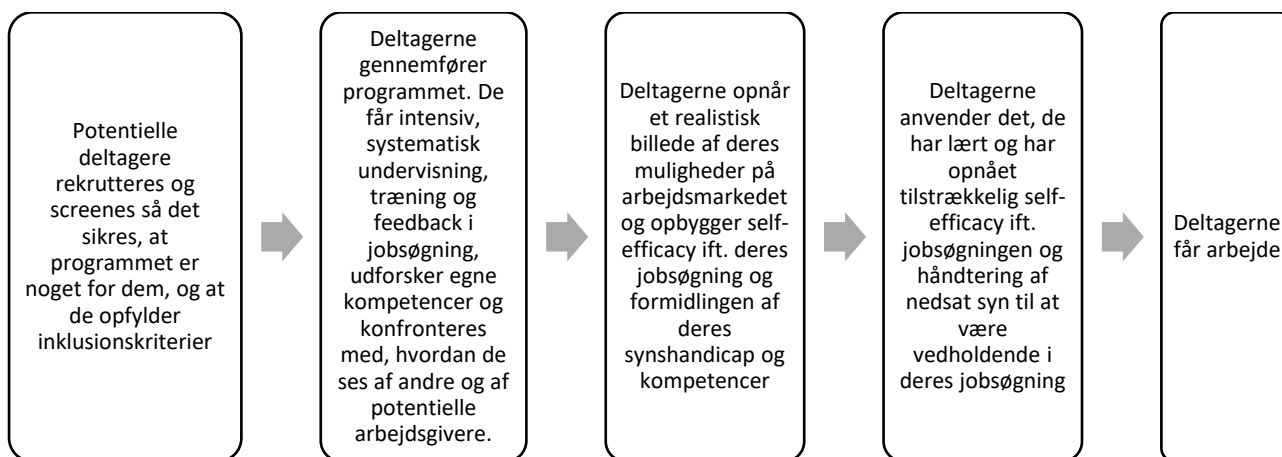 Potentielle
deltagere
rekrutteres og
screenes så det
sikres, at
programmet er
noget for dem, og at
de opfylder
inklusionskriterier
Deltagerne
gennemfører
programmet. De
får intensiv,
systematisk
undervisning,
træning og
feedback i
jobsøgning,
udforsker egne
kompetencer og
konfronteres
med, hvordan de
ses af andre og af
potentielle
arbejdsgivere.
Deltagerne opnår
et realistisk
billede af deres
muligheder på
arbejdsmarkedet
og opbygger self-
efficacy ift. deres
jobsøgning og
formidlingen af
deres
synshandicap og
kompetencer
Deltagerne
anvender det, de
har lært og har
opnået
tilstrækkelig self-
efficacy ift.
jobsøgningen og
håndtering af
nedsat syn til at
være
vedholdende i
deres jobsøgning
Deltagerne
får arbejde